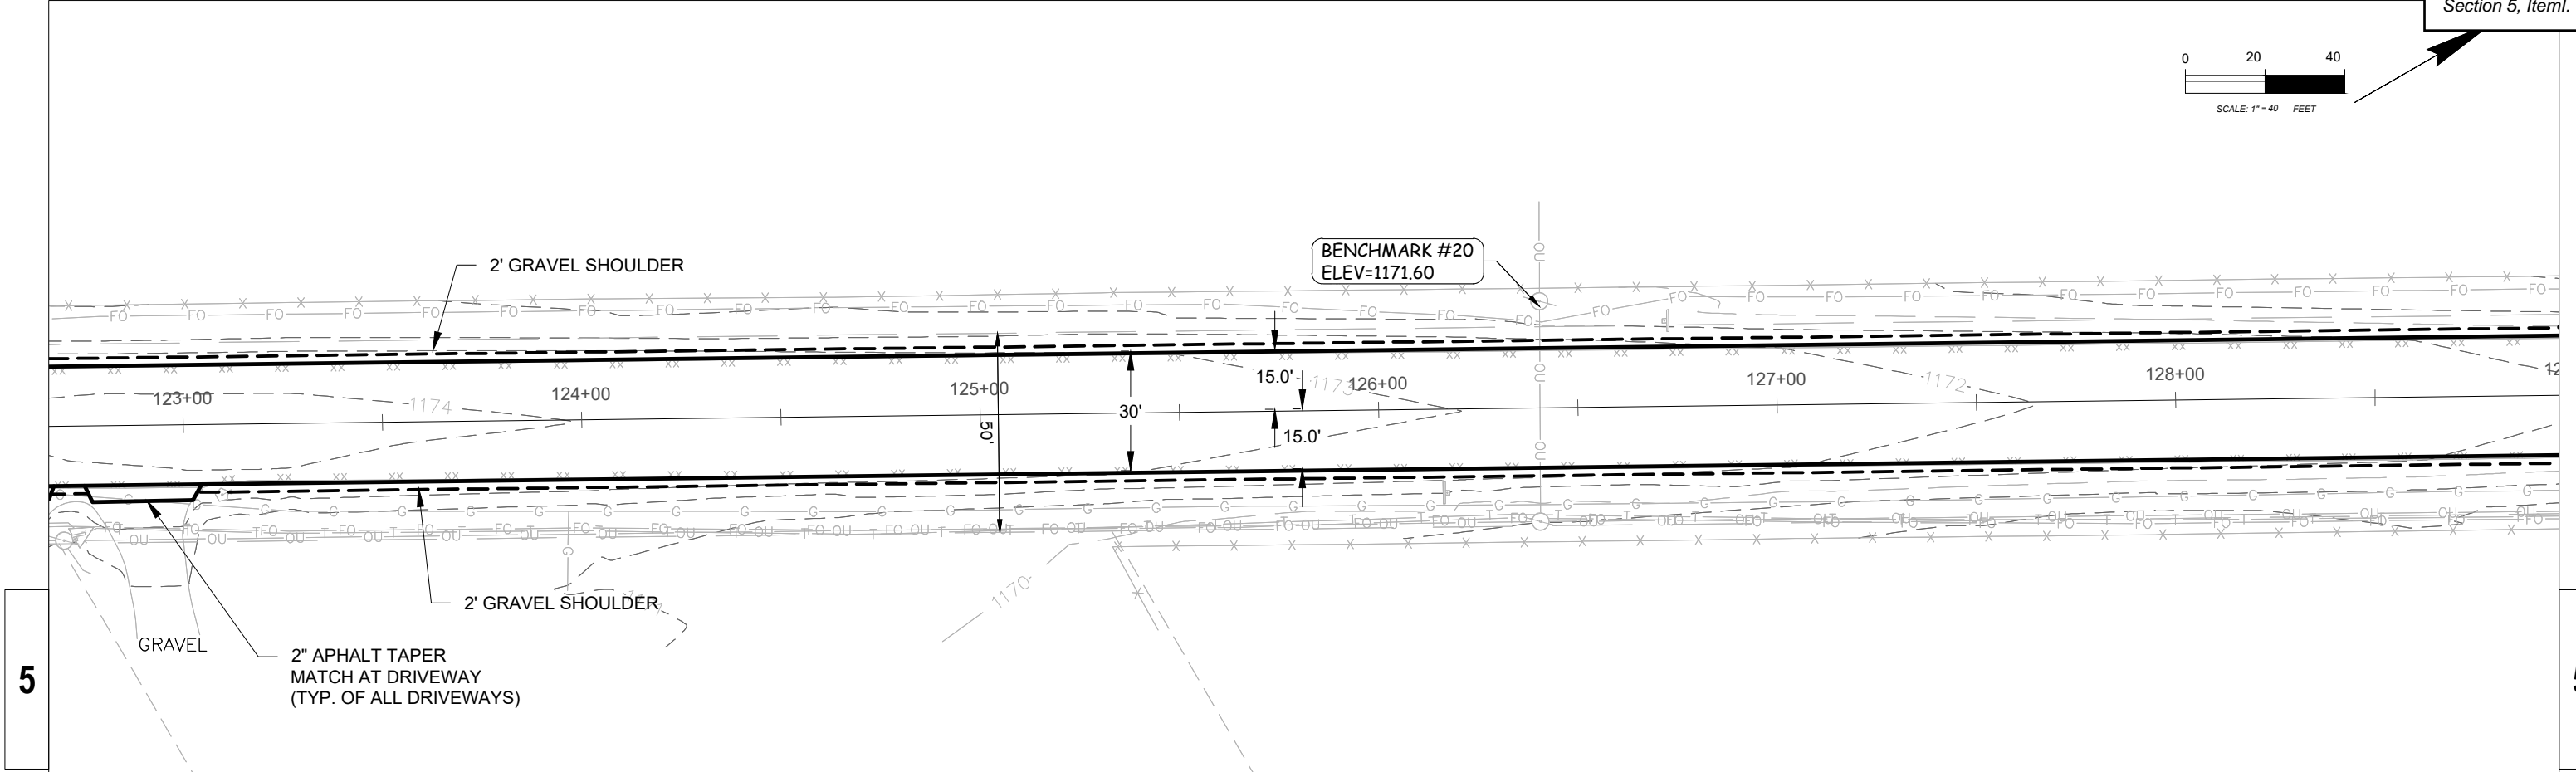 Section 5, ItemI.
0 20 40
SCALE: 1" = 40 FEET
BENCHMARK #20
ELEV=1171.60
2' GRAVEL SHOULDER
123+00
124+00
125+00
126+00
127+00
128+00
1174
1173
1172
50'
30'
15.0'
15.0'
2' GRAVEL SHOULDER
1170
GRAVEL
2" APHALT TAPER
MATCH AT DRIVEWAY
(TYP. OF ALL DRIVEWAYS)
5